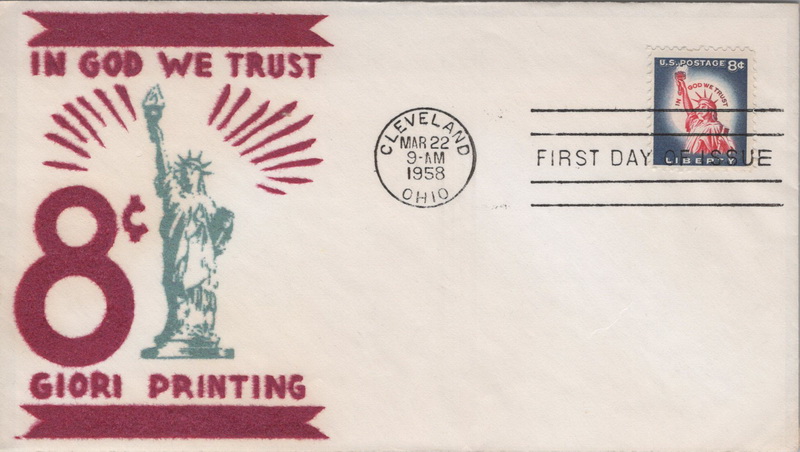 IN GOD WE TRUST
8¢
GIORI PRINTING
CLEVELAND
MAR 22
9-AM
1958
OHIO
U.S. POSTAGE 8¢
IN GOD WE TRUST
LIBERTY
FIRST DAY OF ISSUE